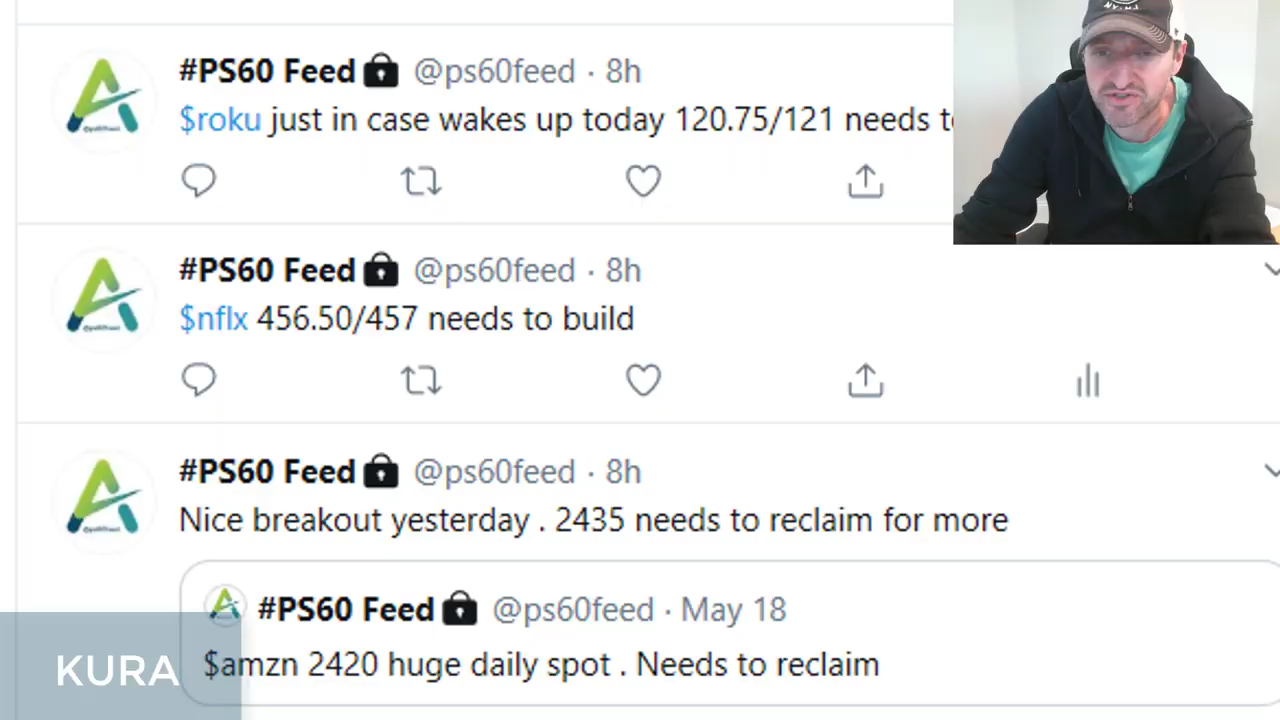 #PS60 Feed @ps60feed · 8h
$roku just in case wakes up today 120.75/121 needs
#PS60 Feed @ps60feed · 8h
$nflx 456.50/457 needs to build
#PS60 Feed @ps60feed · 8h
Nice breakout yesterday . 2435 needs to reclaim for more
#PS60 Feed @ps60feed · May 18
$amzn 2420 huge daily spot . Needs to reclaim
KURA